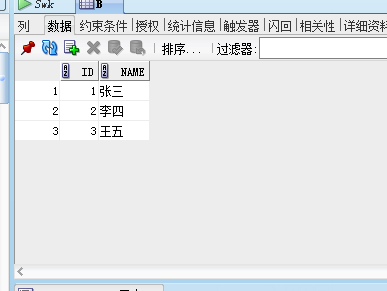 Swk B
列 数据 约束条件 授权 统计信息 触发器 闪回 相关性 详细资料
排序... 过滤器:
ID NAME
1 1 张三
2 2 李四
3 3 王五